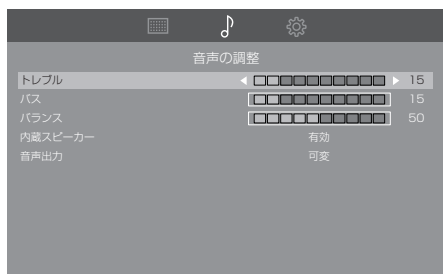 音声の調整
トレブル 15
バス 15
バランス 50
内蔵スピーカー 有効
音声出力 可変